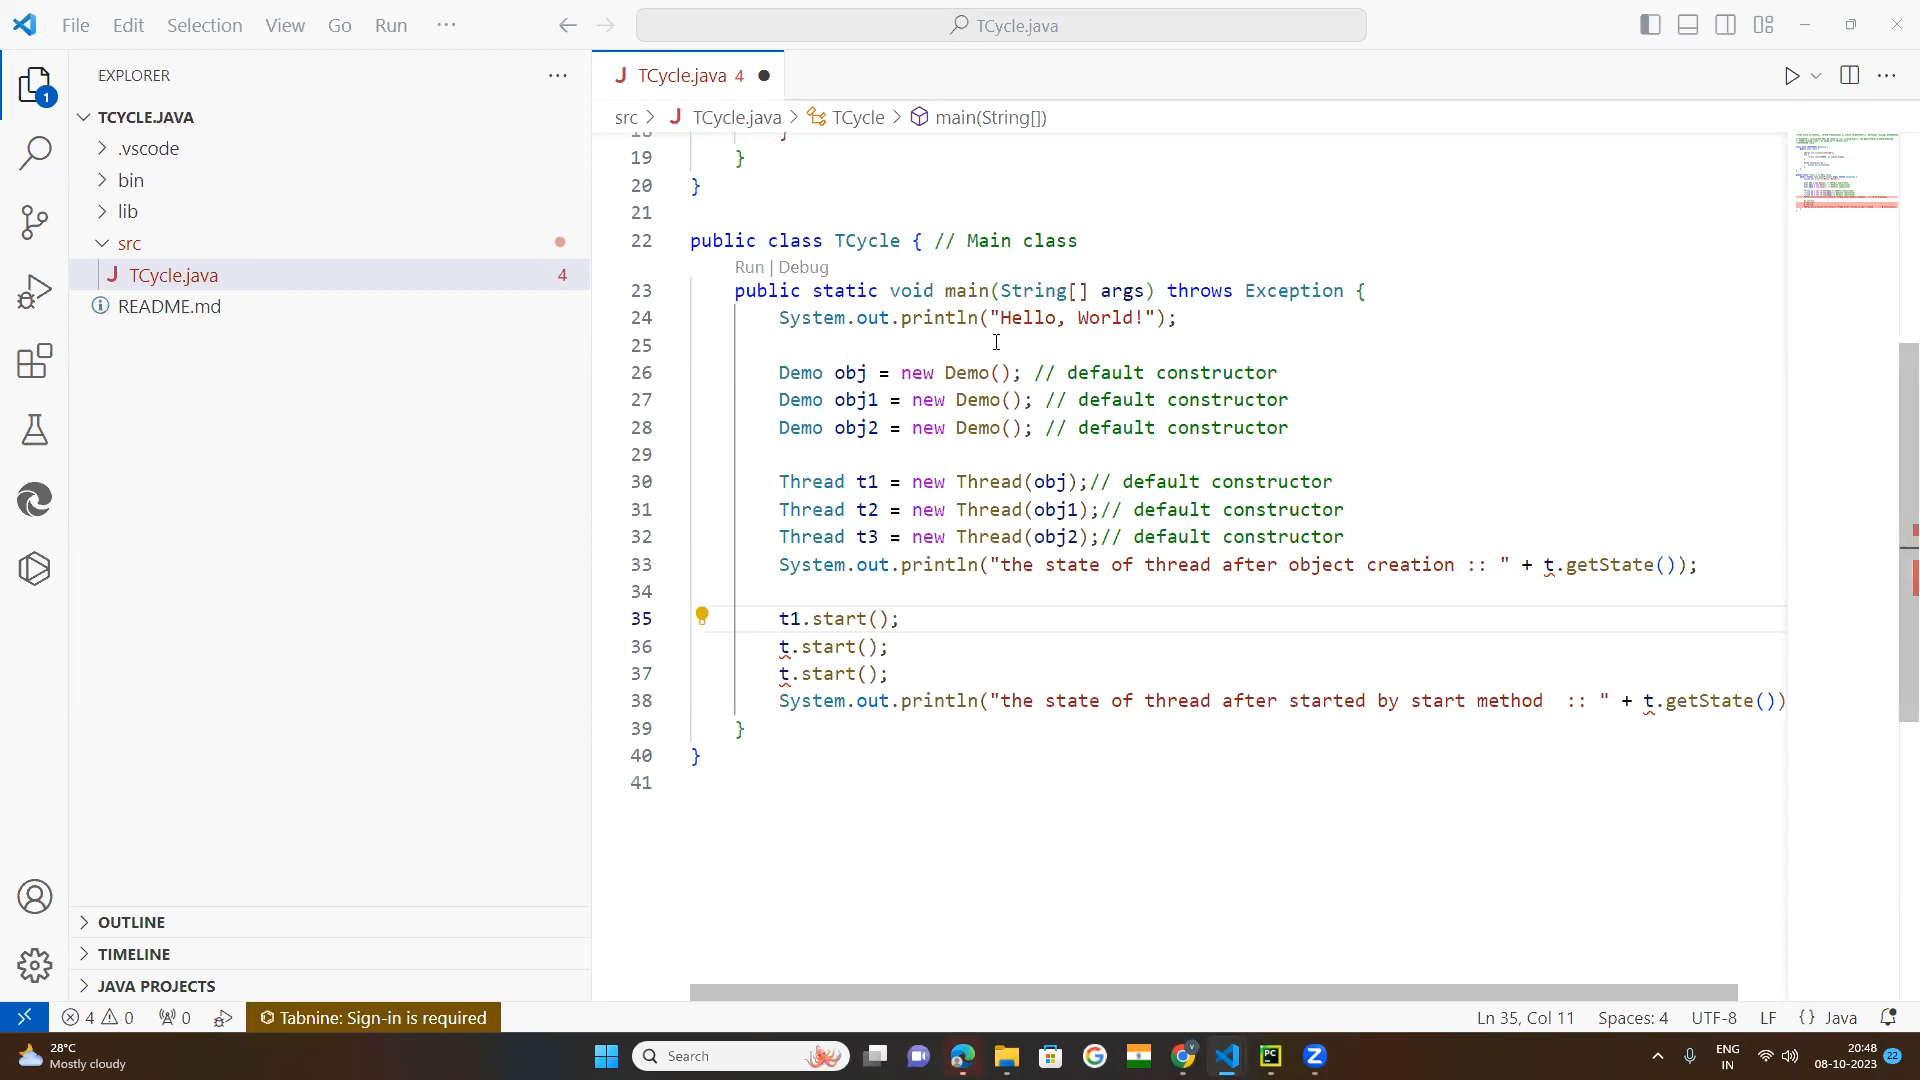 File Edit Selection View Go Run ···
TCycle.java
EXPLORER ···
TCYCLE.JAVA
.vscode
bin
lib
src
TCycle.java 4
README.md
OUTLINE
TIMELINE
JAVA PROJECTS
1
J TCycle.java 4
src > J TCycle.java > TCycle > main(String[])
18 }
19 }
20 }
21
22 public class TCycle { // Main class
Run | Debug
23 public static void main(String[] args) throws Exception {
24 System.out.println("Hello, World!");
25
26 Demo obj = new Demo(); // default constructor
27 Demo obj1 = new Demo(); // default constructor
28 Demo obj2 = new Demo(); // default constructor
29
30 Thread t1 = new Thread(obj);// default constructor
31 Thread t2 = new Thread(obj1);// default constructor
32 Thread t3 = new Thread(obj2);// default constructor
33 System.out.println("the state of thread after object creation :: " + t.getState());
34
35 t1.start();
36 t.start();
37 t.start();
38 System.out.println("the state of thread after started by start method  :: " + t.getState())
39 }
40 }
41
4 0 0 Tabnine: Sign-in is required Ln 35, Col 11 Spaces: 4 UTF-8 LF {} Java
28°C
Mostly cloudy
Search
ENG
IN
20:48
08-10-2023
22